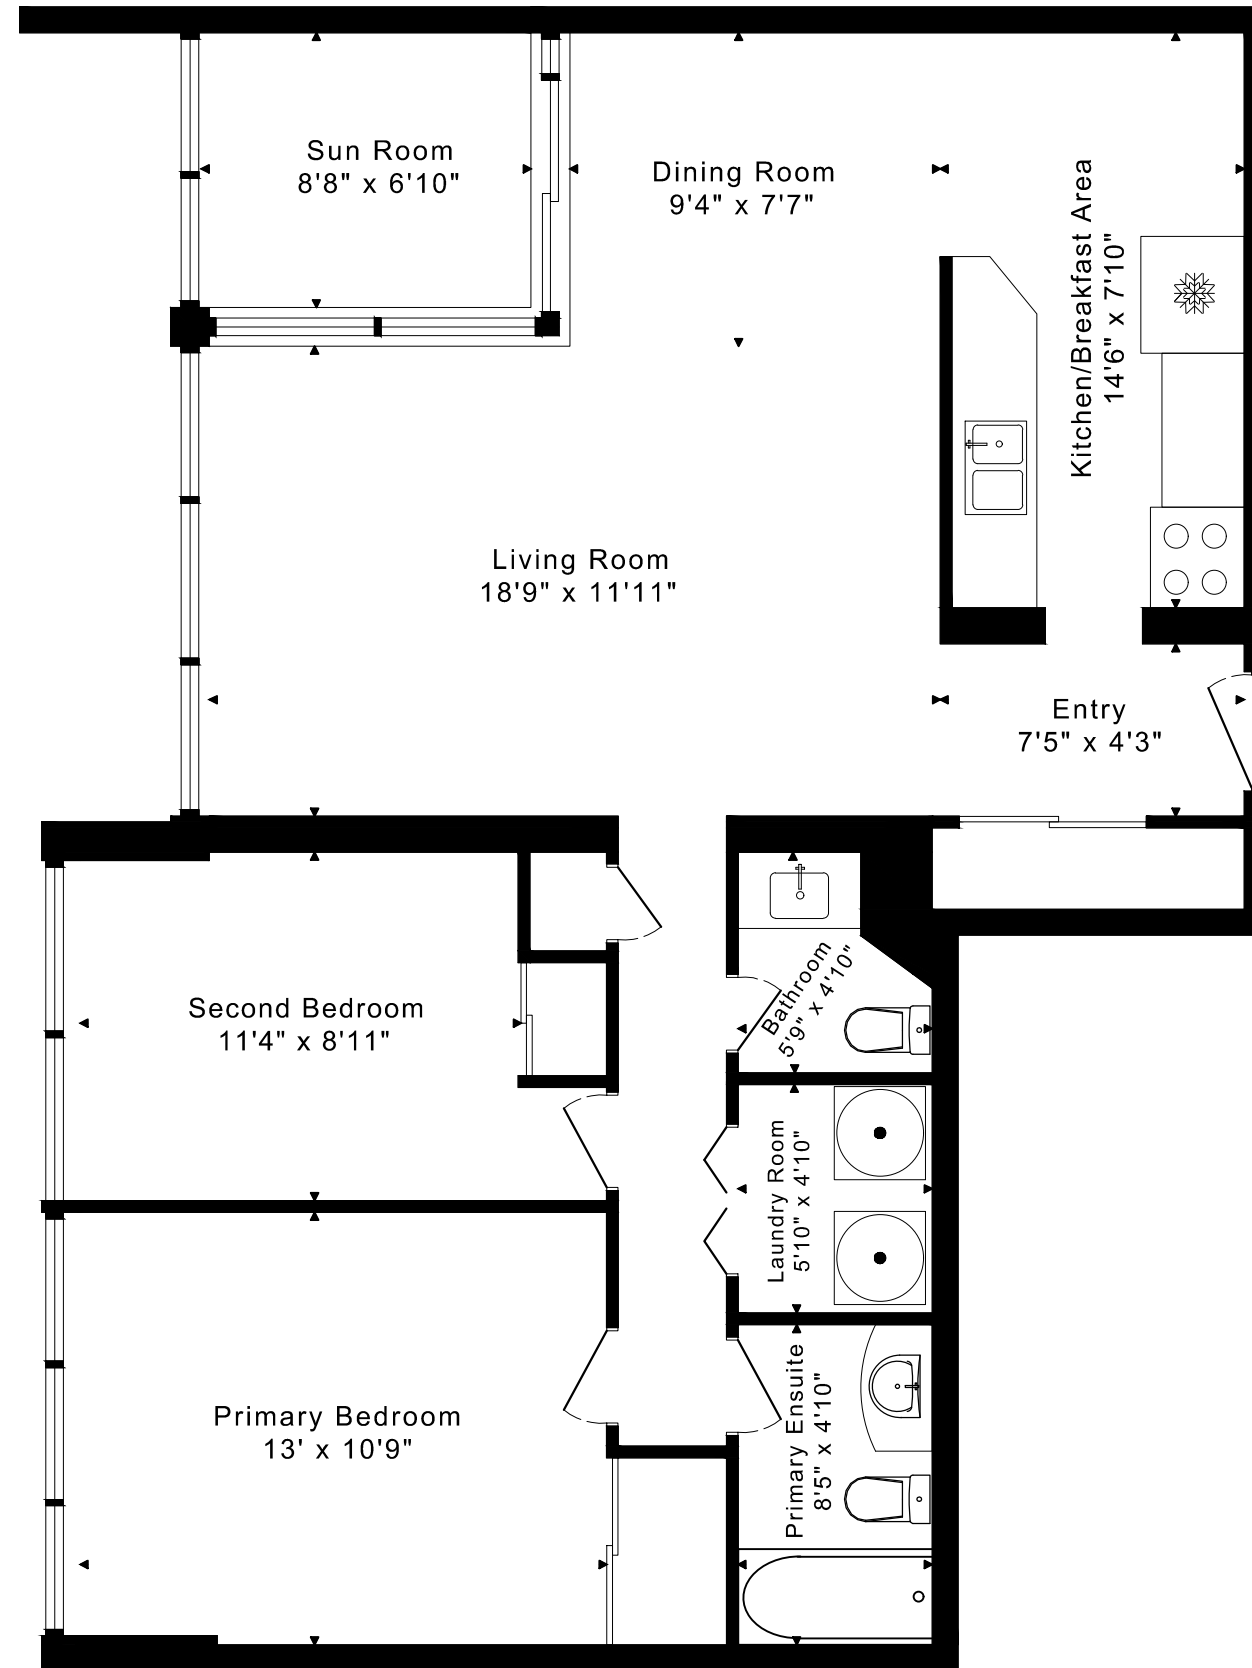 Sun Room
8'8" x 6'10"
Dining Room
9'4" x 7'7"
Kitchen/Breakfast Area
14'6" x 7'10"
Living Room
18'9" x 11'11"
Entry
7'5" x 4'3"
Second Bedroom
11'4" x 8'11"
Bathroom
5'9" x 4'10"
Laundry Room
5'10" x 4'10"
Primary Bedroom
13' x 10'9"
Primary Ensuite
8'5" x 4'10"